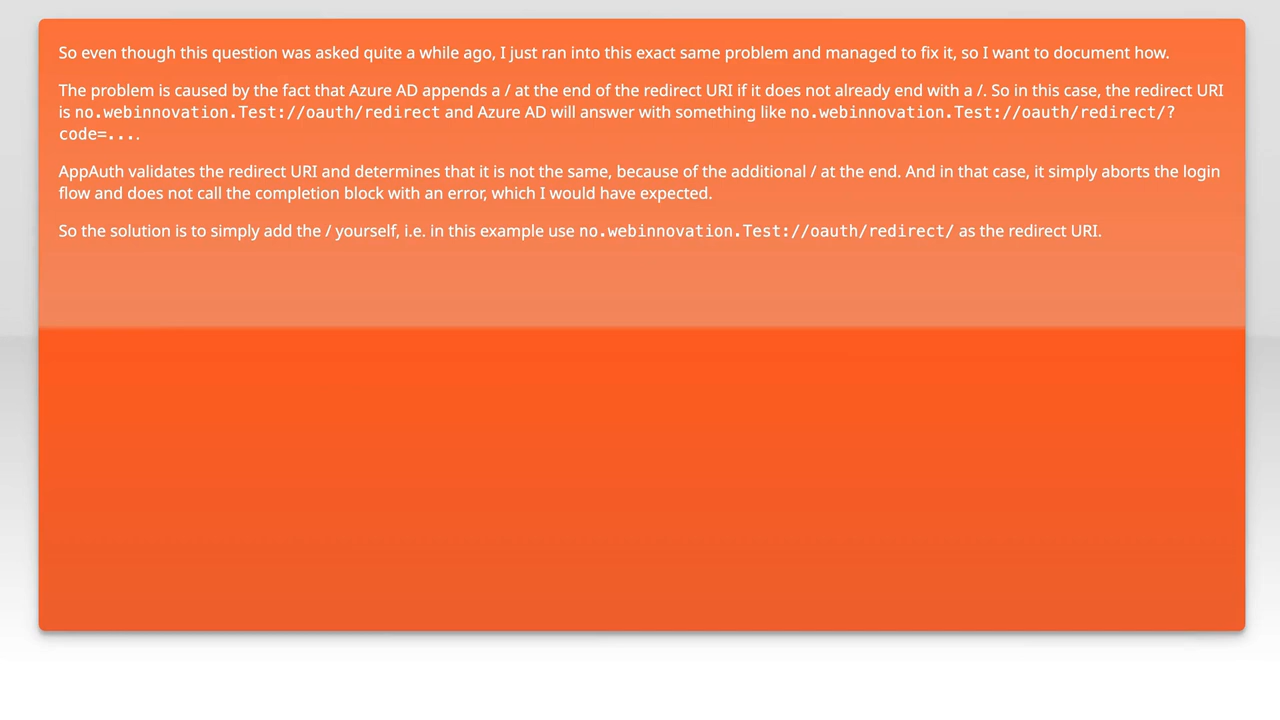 So even though this question was asked quite a while ago, I just ran into this exact same problem and managed to fix it, so I want to document how.
The problem is caused by the fact that Azure AD appends a / at the end of the redirect URI if it does not already end with a /. So in this case, the redirect URI
is no.webinnovation.Test://oauth/redirect and Azure AD will answer with something like no.webinnovation.Test://oauth/redirect/?
code=....
AppAuth validates the redirect URI and determines that it is not the same, because of the additional / at the end. And in that case, it simply aborts the login
flow and does not call the completion block with an error, which I would have expected.
So the solution is to simply add the / yourself, i.e. in this example use no.webinnovation.Test://oauth/redirect/ as the redirect URI.